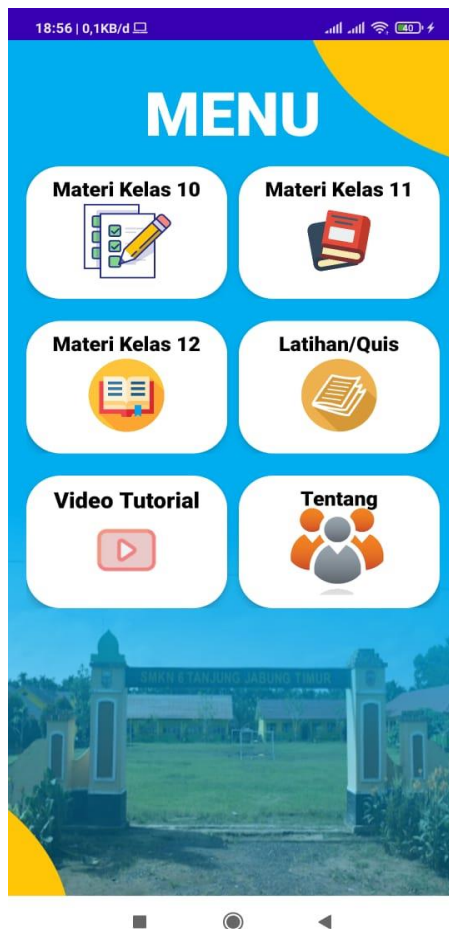 18:56 | 0,1KB/d
40
MENU
Materi Kelas 10
Materi Kelas 11
Materi Kelas 12
Latihan/Quis
Video Tutorial
Tentang
SMKN 6 TANJUNG JABUNG TIMUR